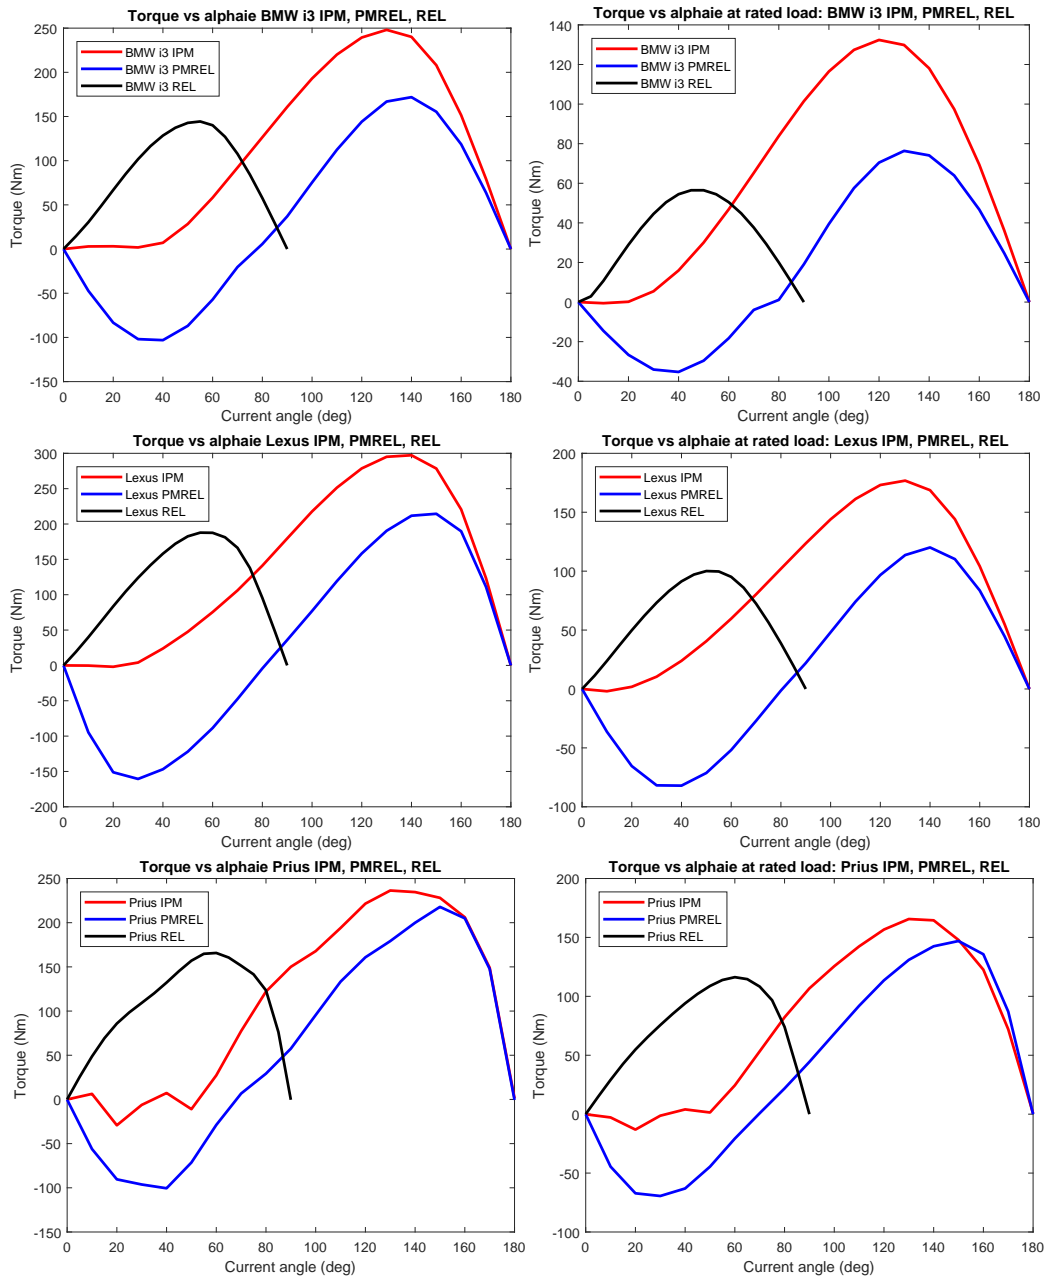 Torque vs alphaie BMW i3 IPM, PMREL, REL
250
200
150
100
50
0
-50
-100
-150
Torque (Nm)
BMW i3 IPM
BMW i3 PMREL
BMW i3 REL
0 20 40 60 80 100 120 140 160 180
Current angle (deg)
Torque vs alphaie at rated load: BMW i3 IPM, PMREL, REL
140
120
100
80
60
40
20
0
-20
-40
Torque (Nm)
BMW i3 IPM
BMW i3 PMREL
BMW i3 REL
0 20 40 60 80 100 120 140 160 180
Current angle (deg)
Torque vs alphaie Lexus IPM, PMREL, REL
300
250
200
150
100
50
0
-50
-100
-150
-200
Torque (Nm)
Lexus IPM
Lexus PMREL
Lexus REL
0 20 40 60 80 100 120 140 160 180
Current angle (deg)
Torque vs alphaie at rated load: Lexus IPM, PMREL, REL
200
150
100
50
0
-50
-100
Torque (Nm)
Lexus IPM
Lexus PMREL
Lexus REL
0 20 40 60 80 100 120 140 160 180
Current angle (deg)
Torque vs alphaie Prius IPM, PMREL, REL
250
200
150
100
50
0
-50
-100
-150
Torque (Nm)
Prius IPM
Prius PMREL
Prius REL
0 20 40 60 80 100 120 140 160 180
Current angle (deg)
Torque vs alphaie at rated load: Prius IPM, PMREL, REL
200
150
100
50
0
-50
-100
Torque (Nm)
Prius IPM
Prius PMREL
Prius REL
0 20 40 60 80 100 120 140 160 180
Current angle (deg)